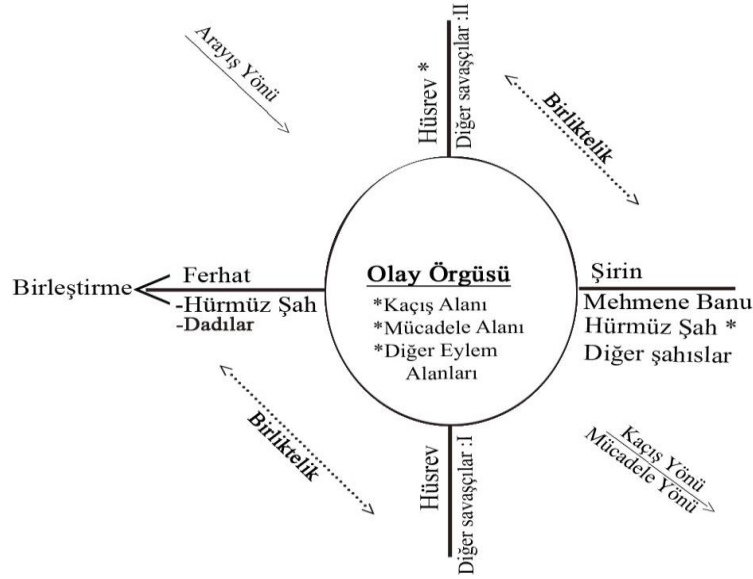 Arayış Yönü
Hüsrev *
Diğer savaşçılar :II
Birliktelik
Birleştirme
Ferhat
-Hürmüz Şah
-Dadılar
Olay Örgüsü
*Kaçış Alanı
*Mücadele Alanı
*Diğer Eylem
Alanları
Şirin
Mehmene Banu
Hürmüz Şah *
Diğer şahıslar
Birliktelik
Hüsrev
Diğer savaşçılar :I
Kaçış Yönü
Mücadele Yönü